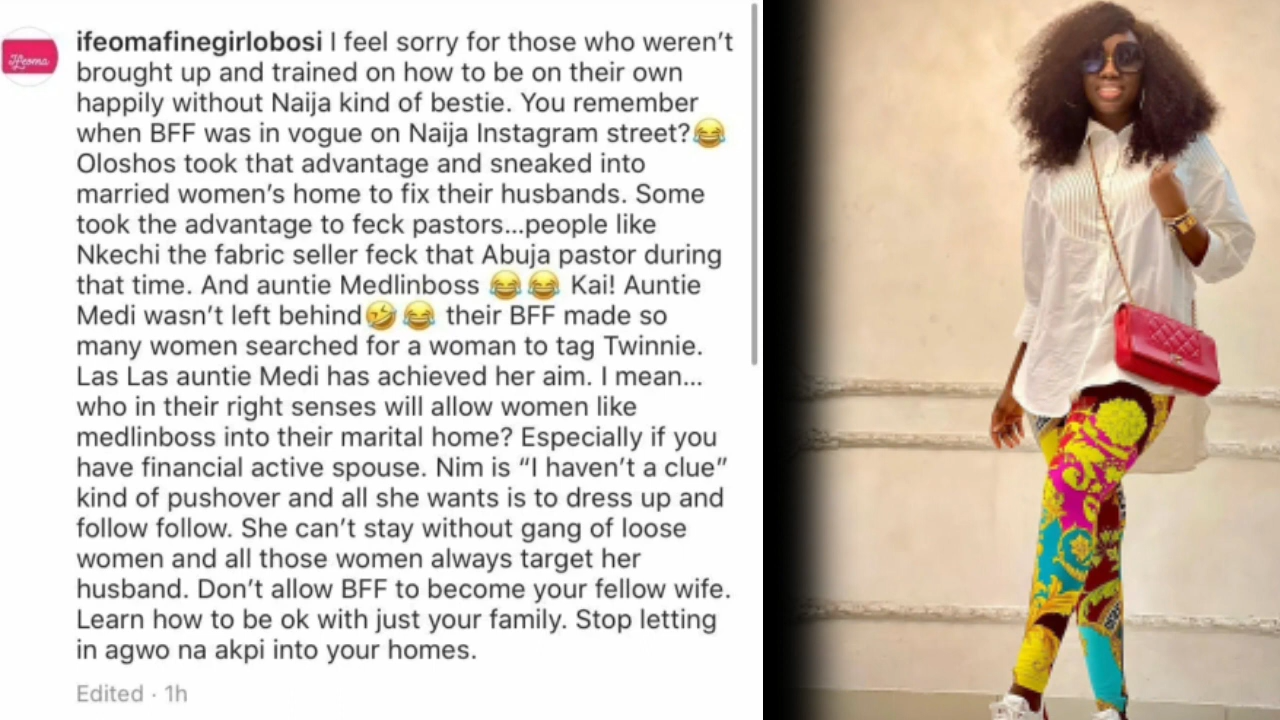 Ifeoma
ifeomafinegirlobosi I feel sorry for those who weren’t
brought up and trained on how to be on their own
happily without Naija kind of bestie. You remember
when BFF was in vogue on Naija Instagram street?😂
Oloshos took that advantage and sneaked into
married women’s home to fix their husbands. Some
took the advantage to feck pastors...people like
Nkechi the fabric seller feck that Abuja pastor during
that time. And auntie Medlinboss 😂 😂 Kai! Auntie
Medi wasn’t left behind🤣 😂 their BFF made so
many women searched for a woman to tag Twinnie.
Las Las auntie Medi has achieved her aim. I mean...
who in their right senses will allow women like
medlinboss into their marital home? Especially if you
have financial active spouse. Nim is “I haven’t a clue”
kind of pushover and all she wants is to dress up and
follow follow. She can’t stay without gang of loose
women and all those women always target her
husband. Don’t allow BFF to become your fellow wife.
Learn how to be ok with just your family. Stop letting
in agwo na akpi into your homes.
Edited · 1h